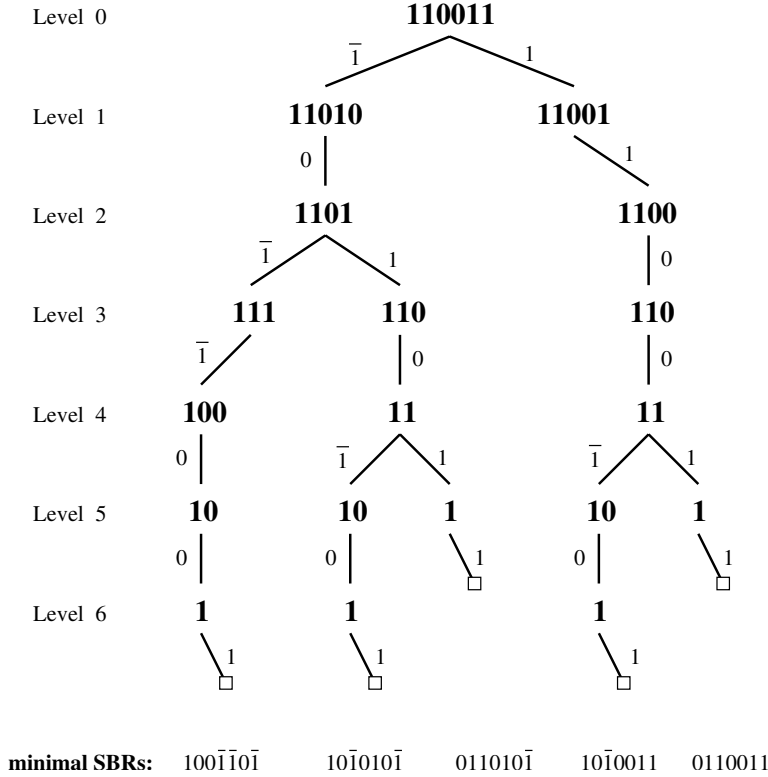 Level 0 110011
1̅ 1
Level 1 11010 11001
0 1
Level 2 1101 1100
1̅ 1 0
Level 3 111 110 110
1̅ 0 0
Level 4 100 11 11
0 1̅ 1 1̅ 1
Level 5 10 10 1 10 1
0 0 1 0 1
Level 6 1 1 1
1 1 1
minimal SBRs: 1001̅1̅01̅ 101̅0101̅ 0110101̅ 101̅0011 0110011